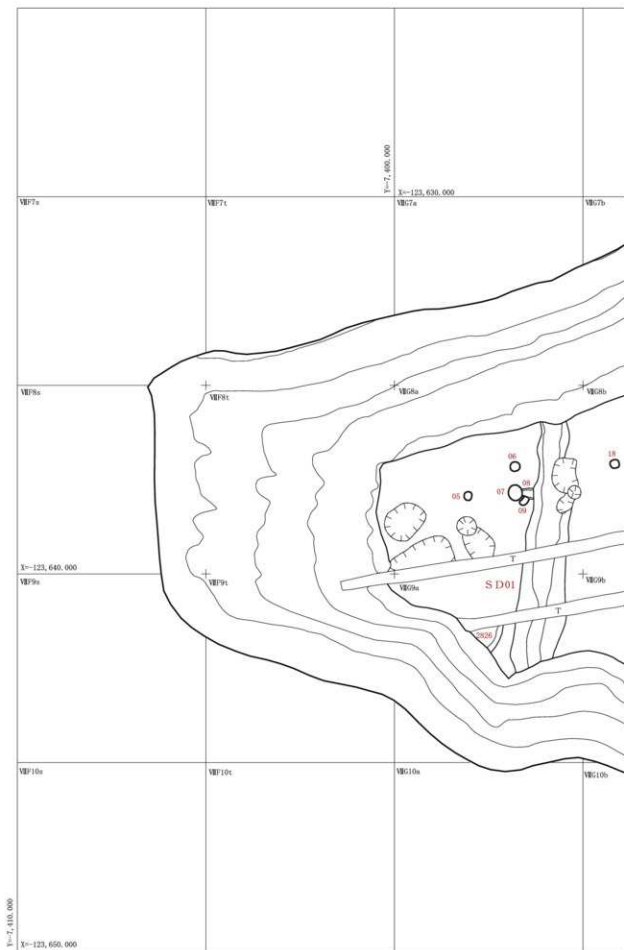 Y=-7,400.000
X=-123,630.000
ⅧF7s
ⅧF7t
ⅧG7a
ⅧG7b
ⅧF8s
ⅧF8t
ⅧG8a
ⅧG8b
06
18
05
07
08
09
T
X=-123,640.000
ⅧF9s
ⅧF9t
ⅧG9a
ⅧG9b
SD01
T
2826
ⅧF10s
ⅧF10t
ⅧG10a
ⅧG10b
Y=-7,410.000
X=-123,650.000